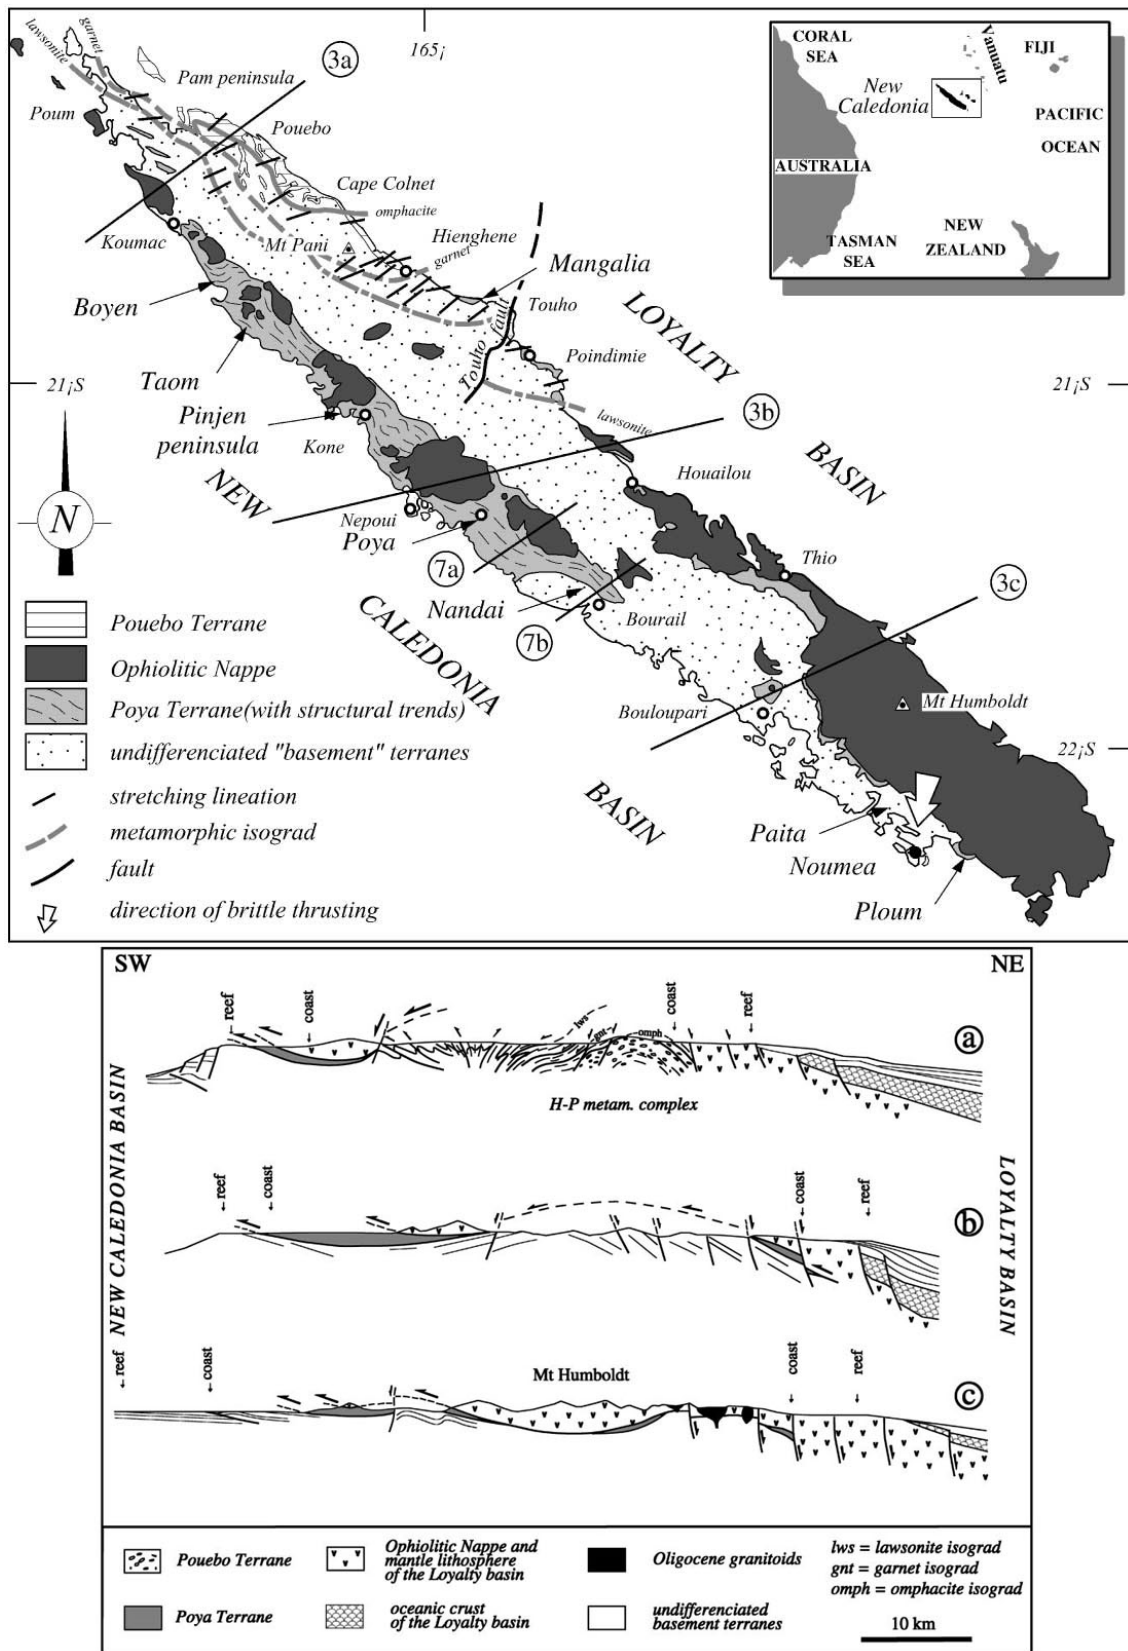 165¡
3a
lawsonite
garnet
Pam peninsula
Poum
Pouebo
Cape Colnet
omphacite
Koumac
Mt Pani
Hienghene
garnet
Mangalia
Boyen
Touho
Touho fault
Poindimie
LOYALTY
BASIN
21¡S
21¡S
Taom
Pinjen
peninsula
Kone
lawsonite
3b
NEW
Houailou
Nepoui
Poya
7a
Thio
3c
Nandai
CALEDONIA
7b
Bourail
Bouloupari
Mt Humboldt
22¡S
BASIN
Paita
Noumea
Ploum
N
CORAL
SEA
Vanuatu
FIJI
New
Caledonia
PACIFIC
OCEAN
AUSTRALIA
NEW
ZEALAND
TASMAN
SEA
Pouebo Terrane
Ophiolitic Nappe
Poya Terrane(with structural trends)
undifferenciated "basement" terranes
stretching lineation
metamorphic isograd
fault
direction of brittle thrusting
SW
NE
reef
coast
lws
gnt
omph
coast
reef
a
H-P metam. complex
NEW CALEDONIA BASIN
LOYALTY BASIN
reef
coast
coast
reef
b
reef
coast
Mt Humboldt
coast
reef
c
Pouebo Terrane
Ophiolitic Nappe and
mantle lithosphere
of the Loyalty basin
Oligocene granitoids
lws = lawsonite isograd
gnt = garnet isograd
omph = omphacite isograd
Poya Terrane
oceanic crust
of the Loyalty basin
undifferentiated
basement terranes
10 km